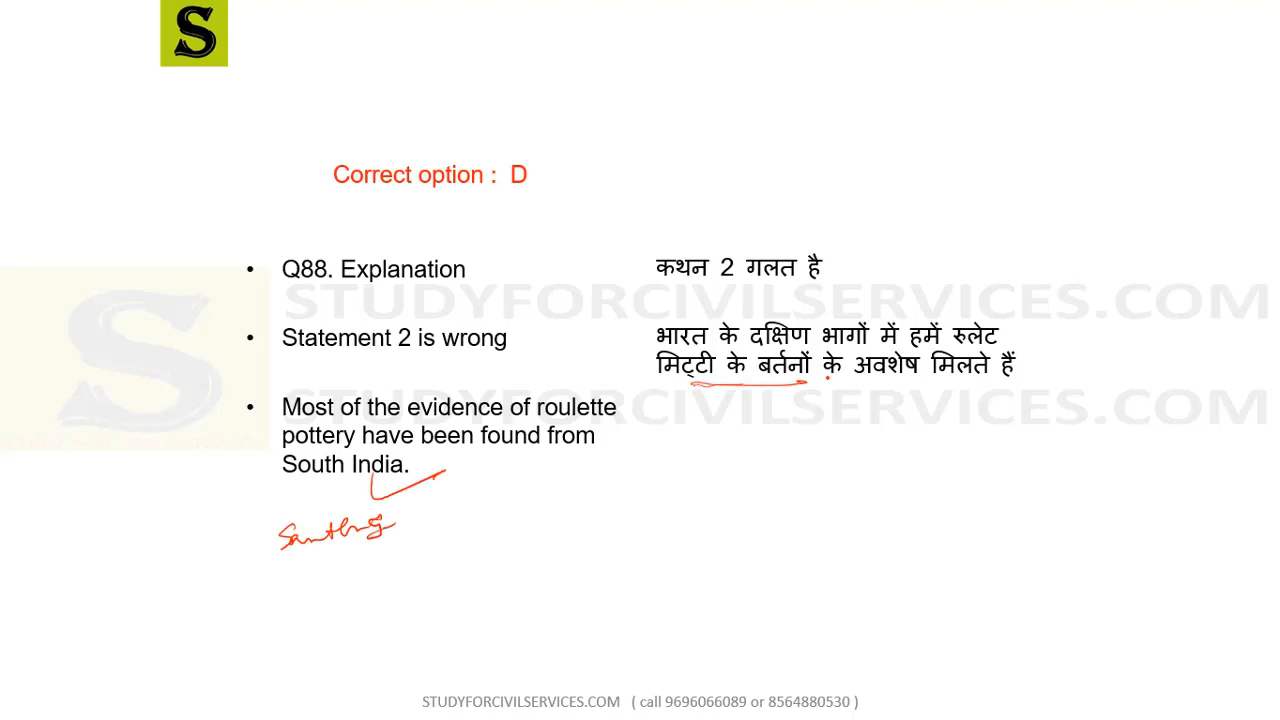 S
Correct option : D
• Q88. Explanation
• Statement 2 is wrong
• Most of the evidence of roulette
pottery have been found from
South India.
कथन 2 गलत है
भारत के दक्षिण भागों में हमें रुलेट
मिट्टी के बर्तनों के अवशेष मिलते हैं
STUDYFORCIVILSERVICES.COM
STUDYFORCIVILSERVICES.COM
STUDYFORCIVILSERVICES.COM ( call 9696066089 or 8564880530 )